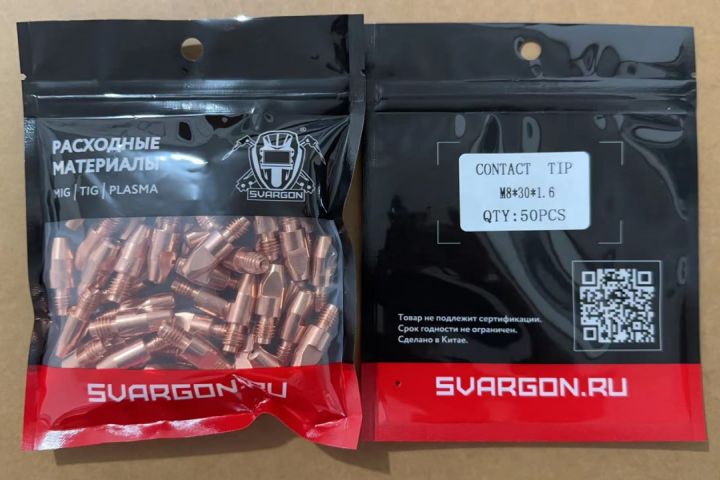 РАСХОДНЫЕ
МАТЕРИАЛЫ
MIG | TIG | PLASMA
SVARGON
®
SVARGON.RU
CONTACT TIP
M8*30*1.6
QTY:50PCS
Товар не подлежит сертификации.
Срок годности не ограничен.
Сделано в Китае.
SVARGON.RU